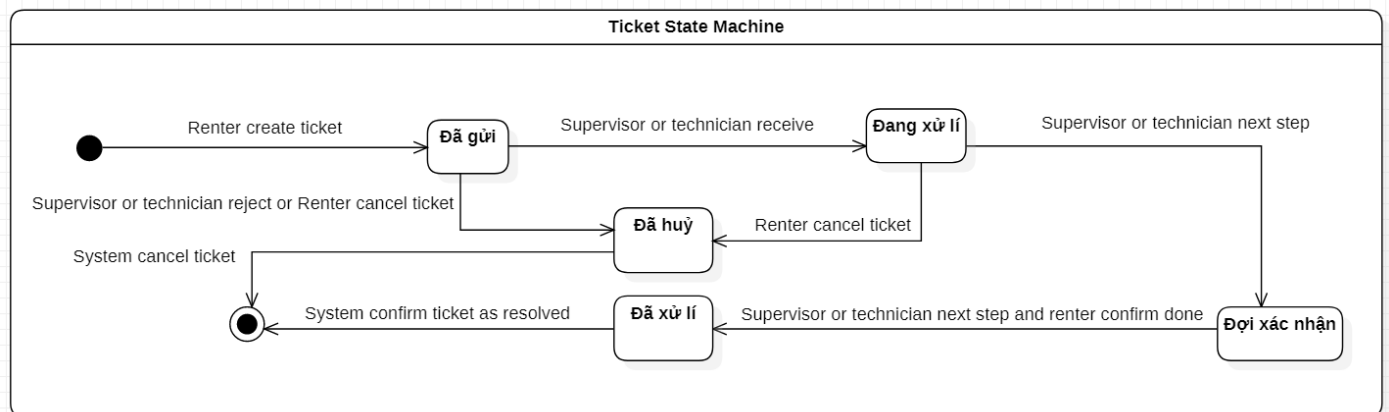 Ticket State Machine
Renter create ticket
Đã gửi
Supervisor or technician receive
Đang xử lí
Supervisor or technician next step
Supervisor or technician reject or Renter cancel ticket
Đã huỷ
Renter cancel ticket
System cancel ticket
System confirm ticket as resolved
Đã xử lí
Supervisor or technician next step and renter confirm done
Đợi xác nhận